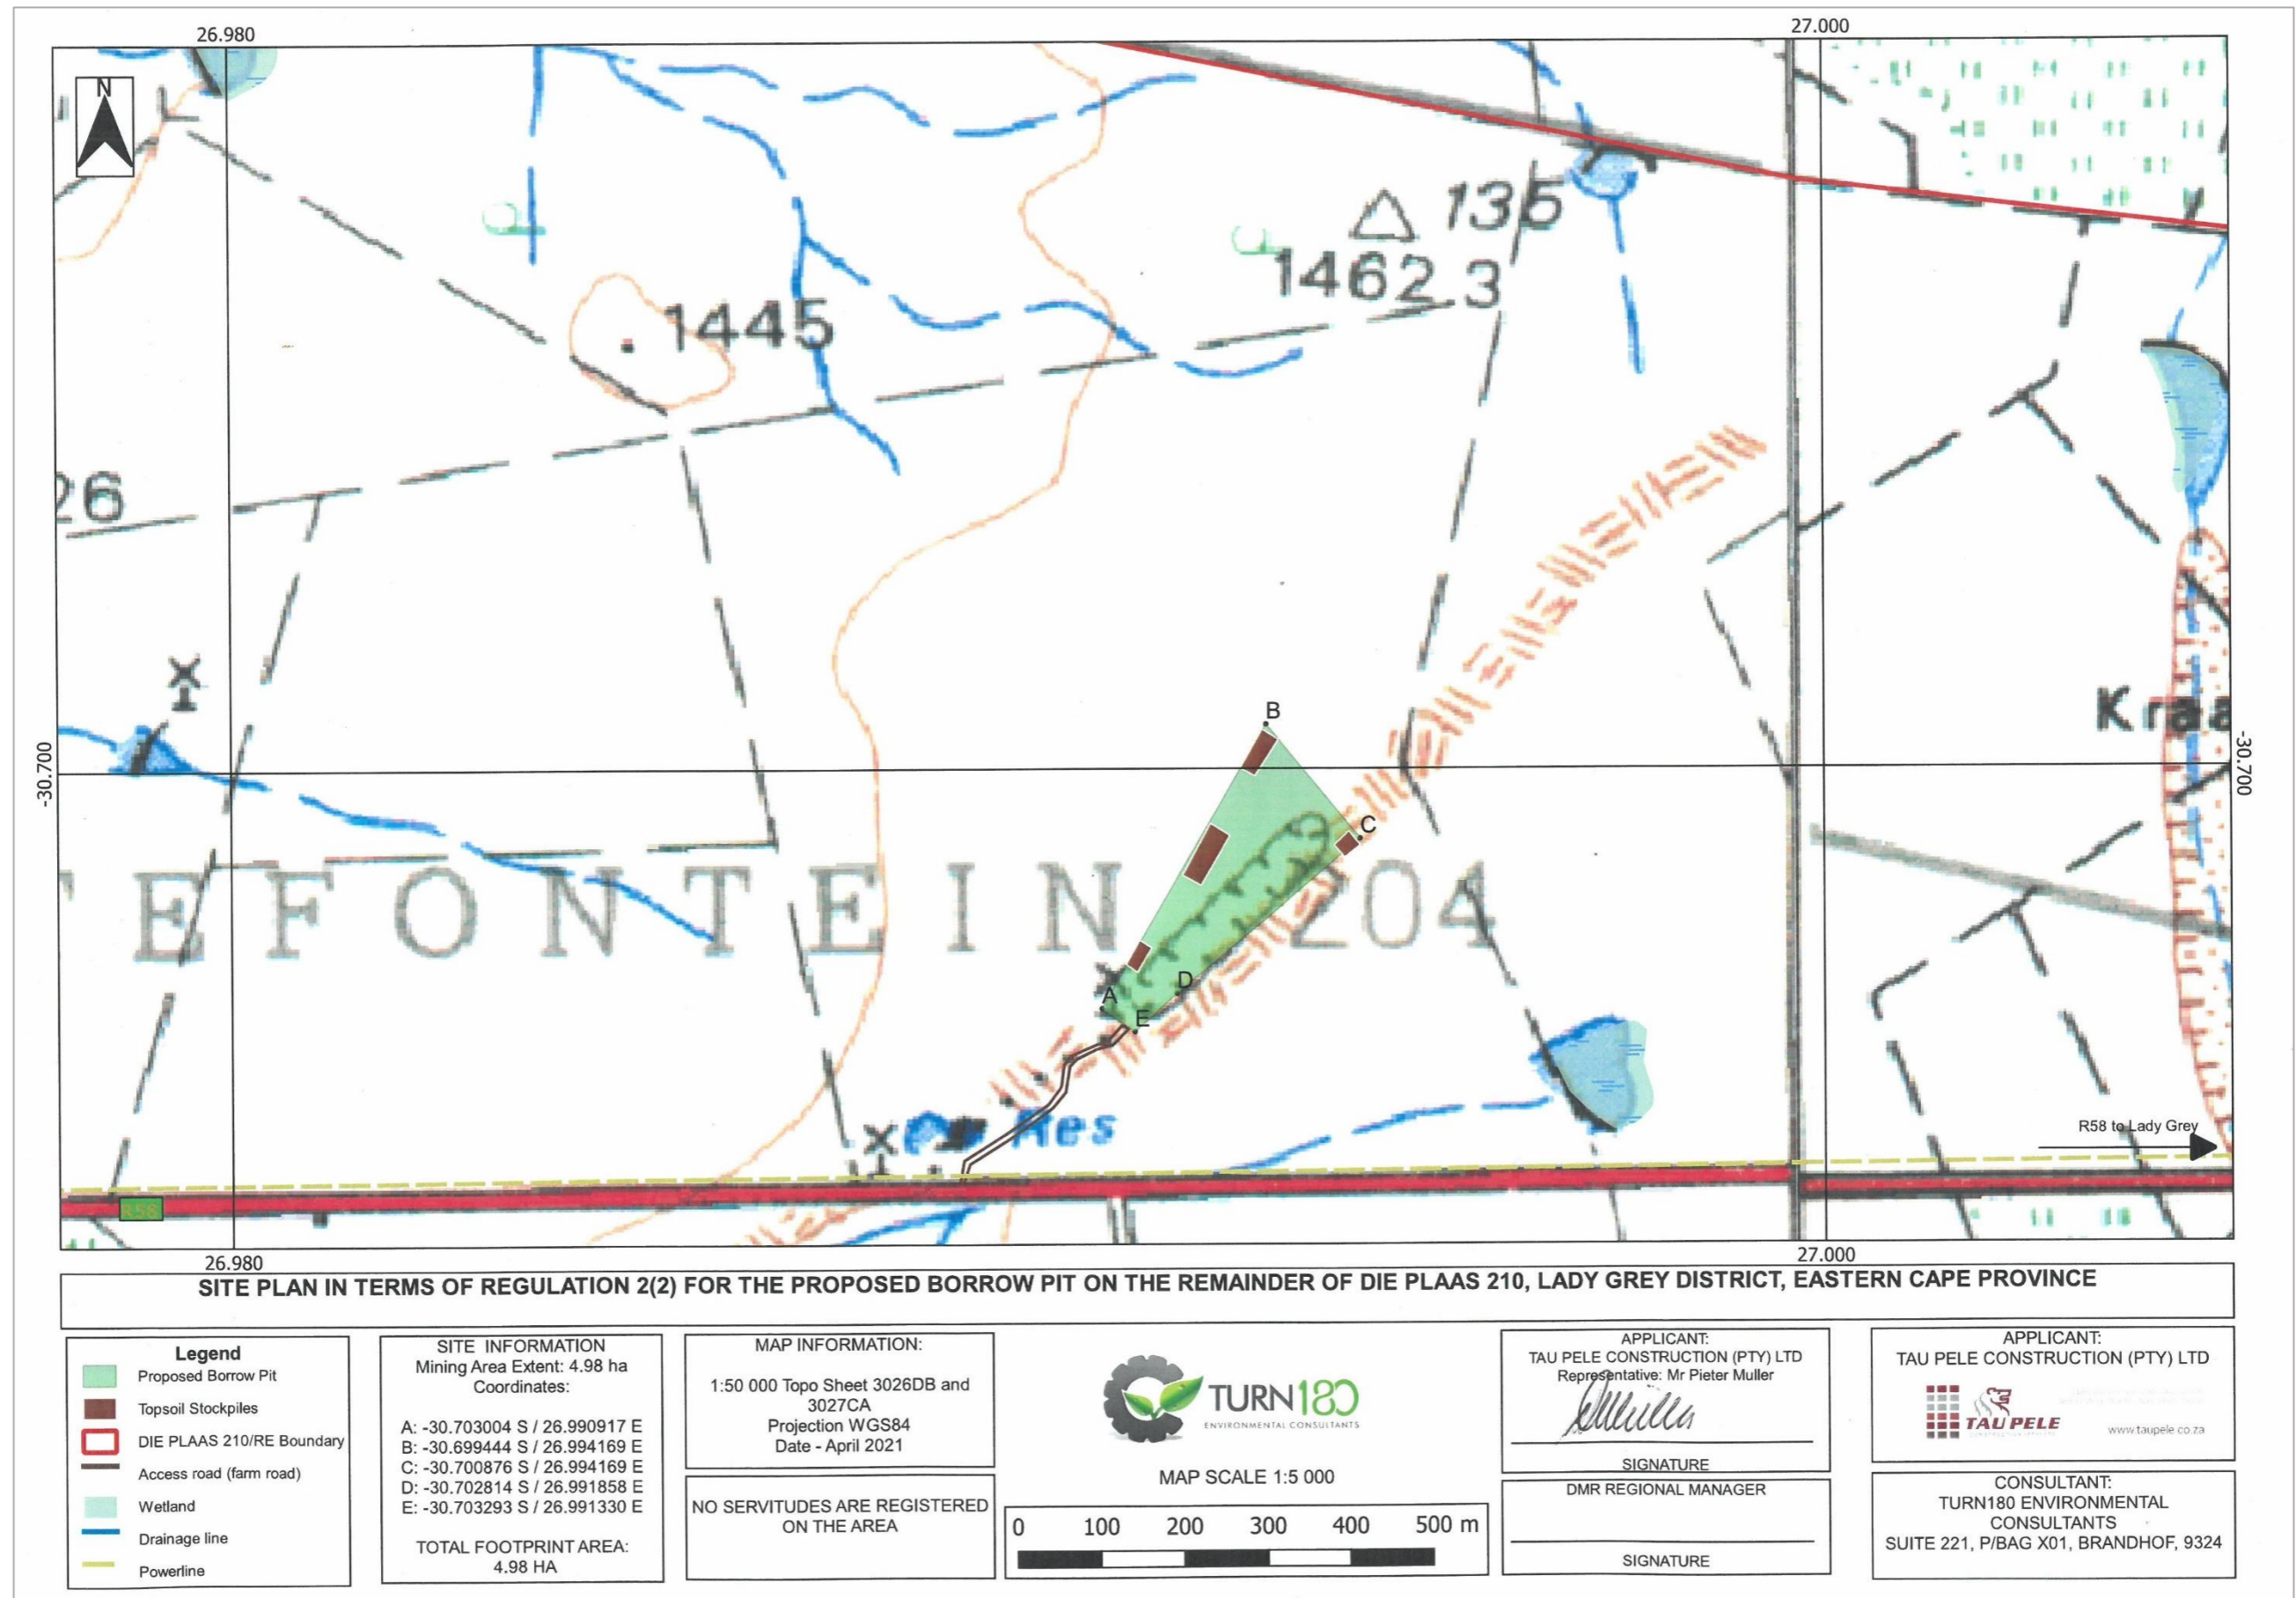 26.980
27.000
N
135
1462.3
1445
26
B
-30.700
-30.700
Kraa
C
EFONTEIN 204
D
A
E
Res
R58 to Lady Grey
R58
26.980
27.000
SITE PLAN IN TERMS OF REGULATION 2(2) FOR THE PROPOSED BORROW PIT ON THE REMAINDER OF DIE PLAAS 210, LADY GREY DISTRICT, EASTERN CAPE PROVINCE
Legend
Proposed Borrow Pit
Topsoil Stockpiles
DIE PLAAS 210/RE Boundary
Access road (farm road)
Wetland
Drainage line
Powerline
SITE INFORMATION
Mining Area Extent: 4.98 ha
Coordinates:
A: -30.703004 S / 26.990917 E
B: -30.699444 S / 26.994169 E
C: -30.700876 S / 26.994169 E
D: -30.702814 S / 26.991858 E
E: -30.703293 S / 26.991330 E
TOTAL FOOTPRINT AREA:
4.98 HA
MAP INFORMATION:
1:50 000 Topo Sheet 3026DB and
3027CA
Projection WGS84
Date - April 2021
NO SERVITUDES ARE REGISTERED
ON THE AREA
TURN180
ENVIRONMENTAL CONSULTANTS
MAP SCALE 1:5 000
0 100 200 300 400 500 m
APPLICANT:
TAU PELE CONSTRUCTION (PTY) LTD
Representative: Mr Pieter Muller
SIGNATURE
DMR REGIONAL MANAGER
SIGNATURE
APPLICANT:
TAU PELE CONSTRUCTION (PTY) LTD
TAU PELE
www.taupele.co.za
CONSULTANT:
TURN180 ENVIRONMENTAL
CONSULTANTS
SUITE 221, P/BAG X01, BRANDHOF, 9324